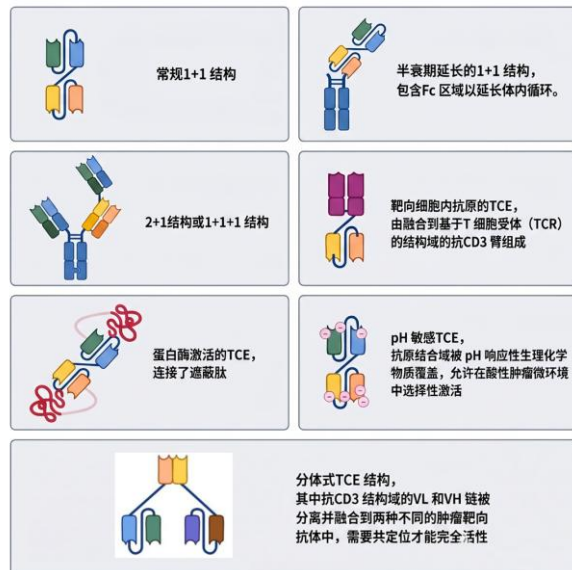 常规1+1 结构
半衰期延长的1+1 结构，
包含Fc 区域以延长体内循环。
2+1结构或1+1+1 结构
靶向细胞内抗原的TCE，
由融合到基于T 细胞受体（TCR）
的结构域的抗CD3 臂组成
蛋白酶激活的TCE，
连接了遮蔽肽
pH 敏感TCE，
抗原结合域被 pH 响应性生理化学
物质覆盖，允许在酸性肿瘤微环境
中选择性激活
分体式TCE 结构，
其中抗CD3 结构域的VL 和VH 链被
分离并融合到两种不同的肿瘤靶向
抗体中，需要共定位才能完全活性